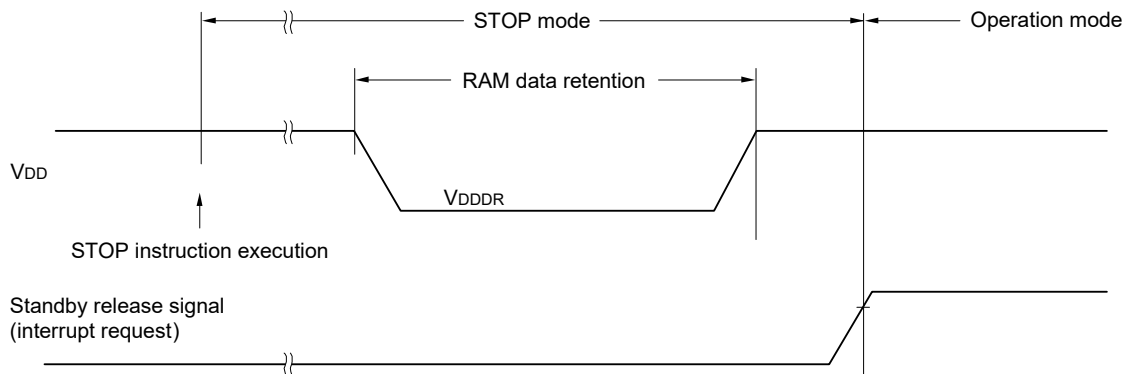 STOP mode
Operation mode
RAM data retention
VDD
VDDDR
STOP instruction execution
Standby release signal
(interrupt request)